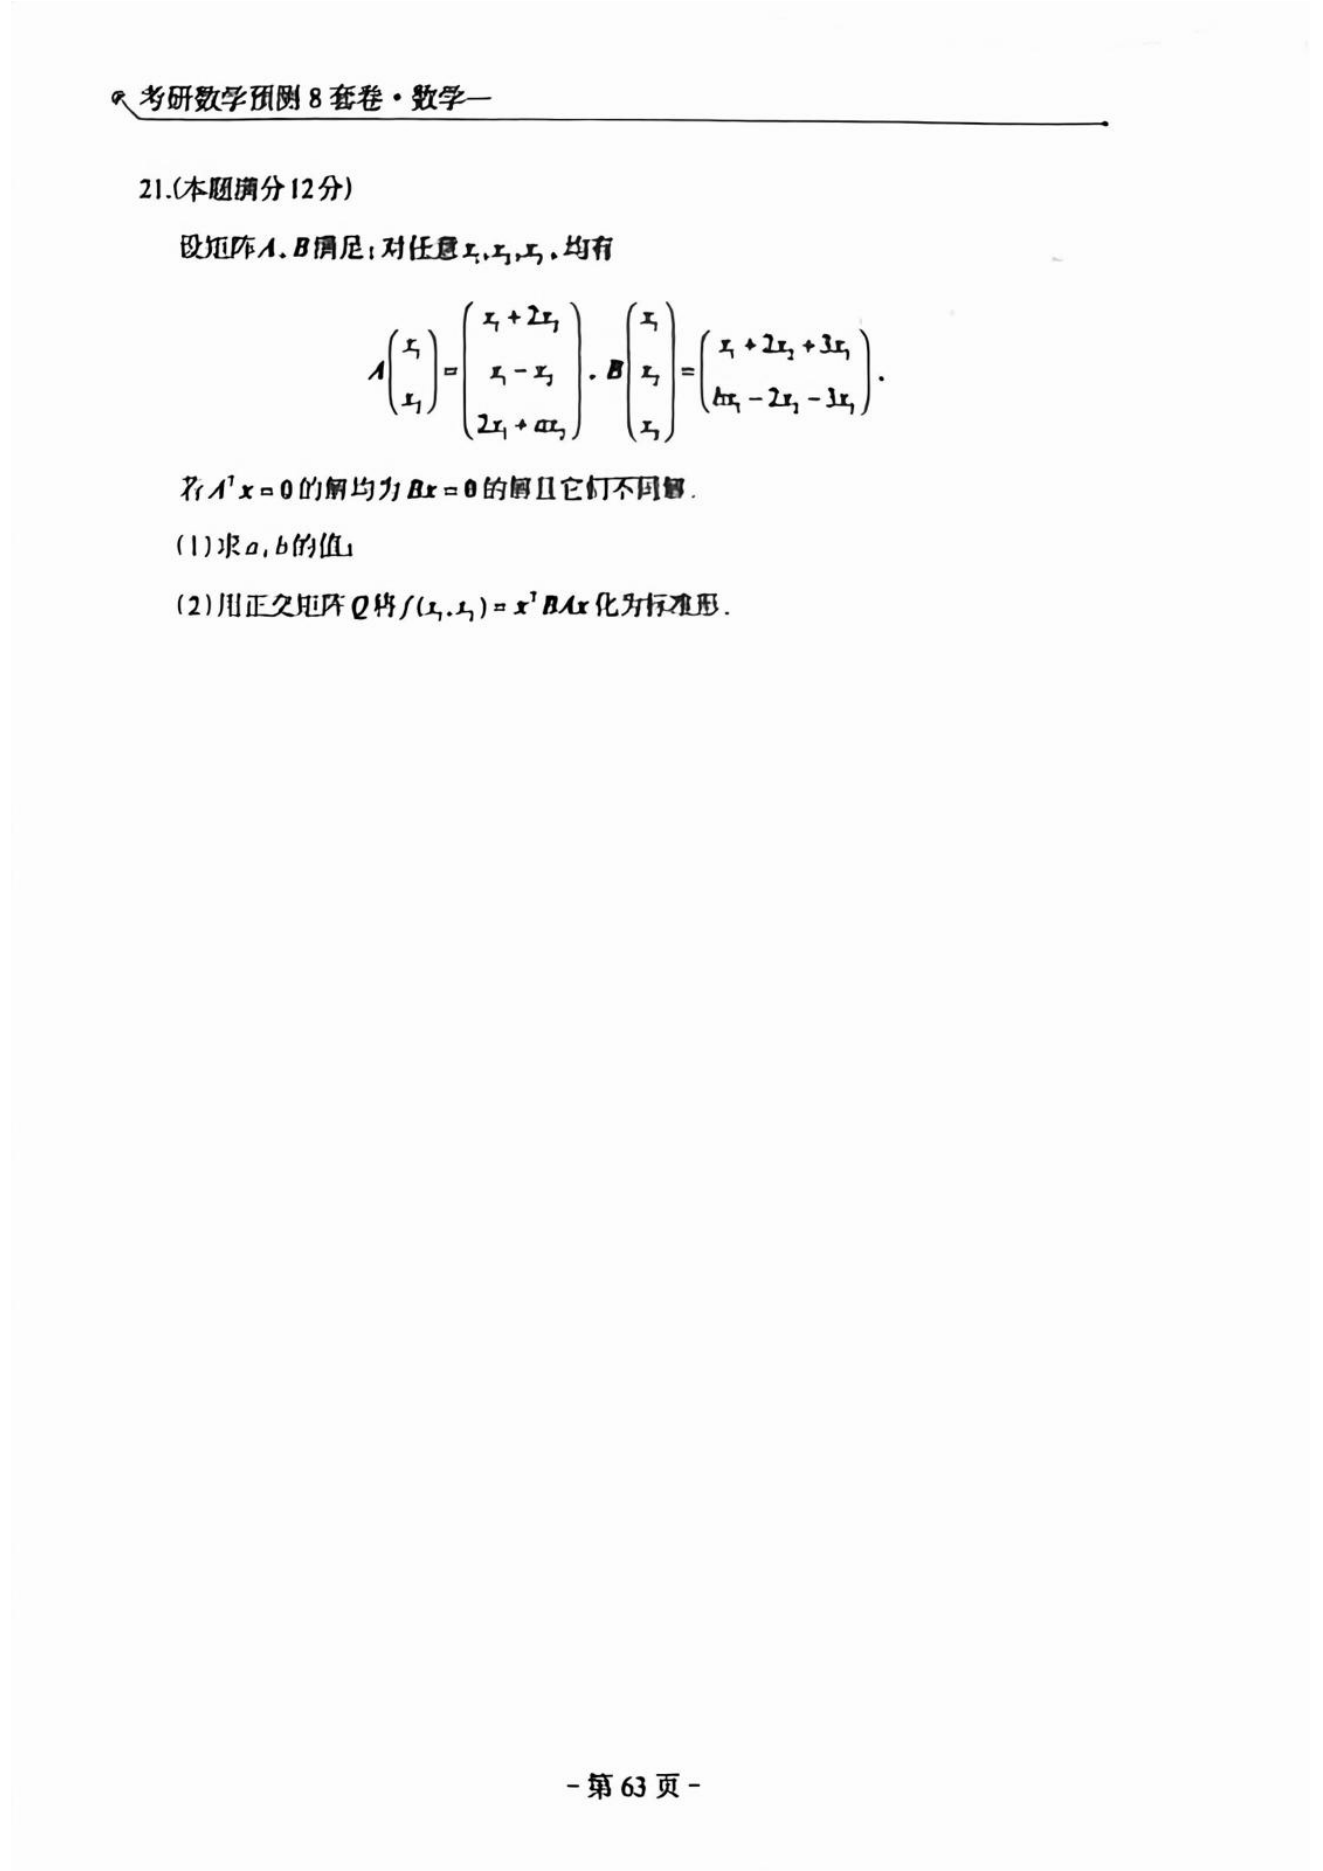 考研数学预测8套卷·数学一
21.(本题满分12分)
设矩阵A,B满足:对任意x₁,x₂,x₃,均有
A(x₁ x₂) = (x₁+2x₂ x₁-x₂ 2x₁+ax₂), B(x₁ x₂ x₃) = (x₁+2x₂+3x₃ bx₁-2x₂-3x₃).
若Aᵀx=0的解均为Bx=0的解且它们不同解.
(1)求a,b的值;
(2)用正交矩阵Q将f(x₁,x₂)=xᵀBAx化为标准形.
-第63页-